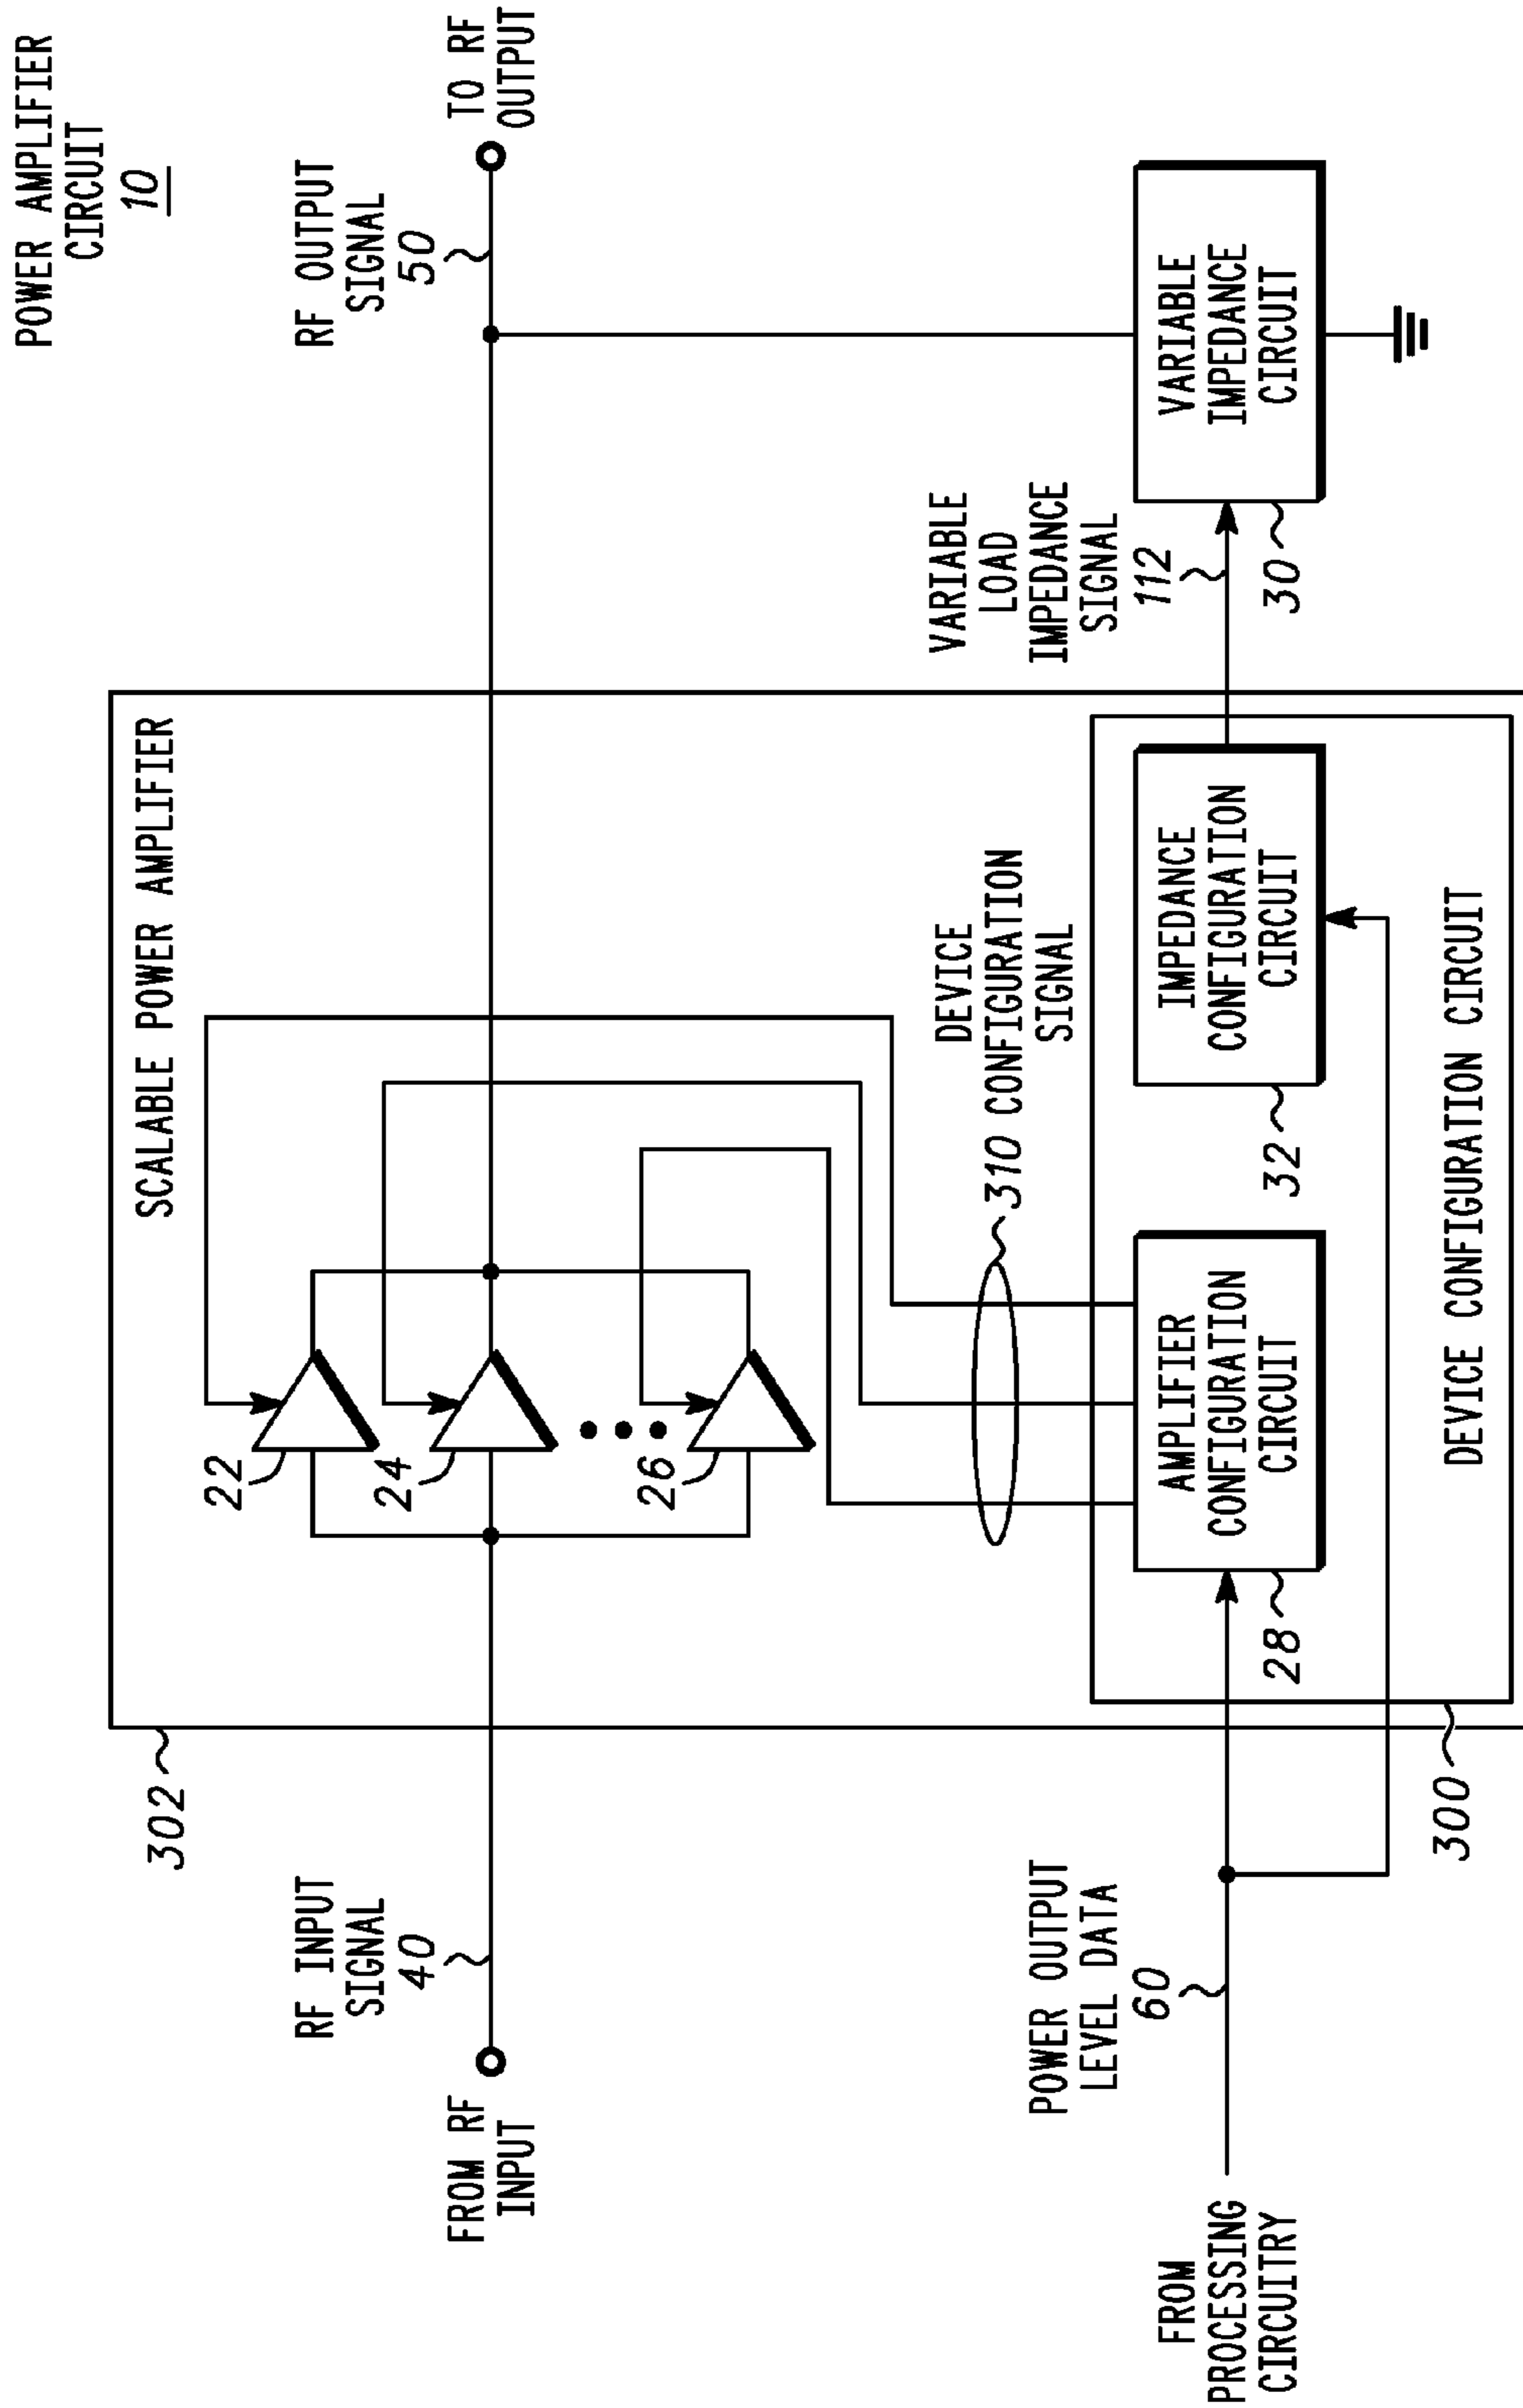 POWER AMPLIFIER
CIRCUIT
10
SCALABLE POWER AMPLIFIER
302
22
24
26
RF INPUT
SIGNAL
40
FROM RF
INPUT
RF OUTPUT
SIGNAL
50
TO RF
OUTPUT
DEVICE
310 CONFIGURATION
SIGNAL
VARIABLE
LOAD
IMPEDANCE
SIGNAL
112
POWER OUTPUT
LEVEL DATA
60
FROM
PROCESSING
CIRCUITRY
AMPLIFIER
CONFIGURATION
CIRCUIT
28
IMPEDANCE
CONFIGURATION
CIRCUIT
32
VARIABLE
IMPEDANCE
CIRCUIT
30
DEVICE CONFIGURATION CIRCUIT
300